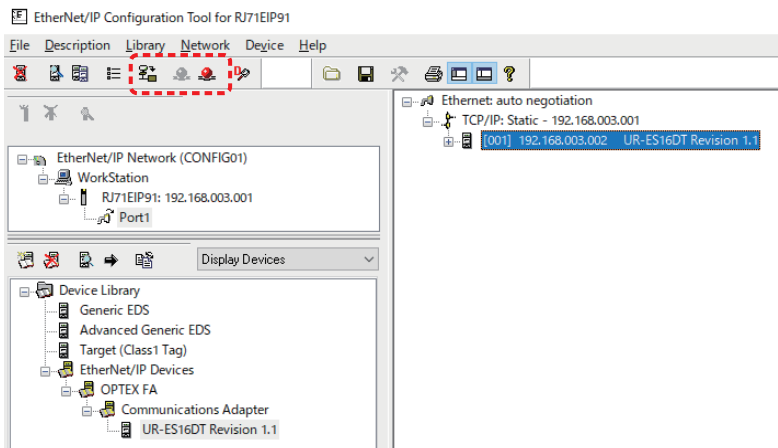 EtherNet/IP Configuration Tool for RJ71EIP91
File Description Library Network Device Help
EtherNet/IP Network (CONFIG01)
WorkStation
RJ71EIP91: 192.168.003.001
Port1
Display Devices
Device Library
Generic EDS
Advanced Generic EDS
Target (Class1 Tag)
EtherNet/IP Devices
OPTEX FA
Communications Adapter
UR-ES16DT Revision 1.1
Ethernet: auto negotiation
TCP/IP: Static - 192.168.003.001
[001] 192.168.003.002 UR-ES16DT Revision 1.1